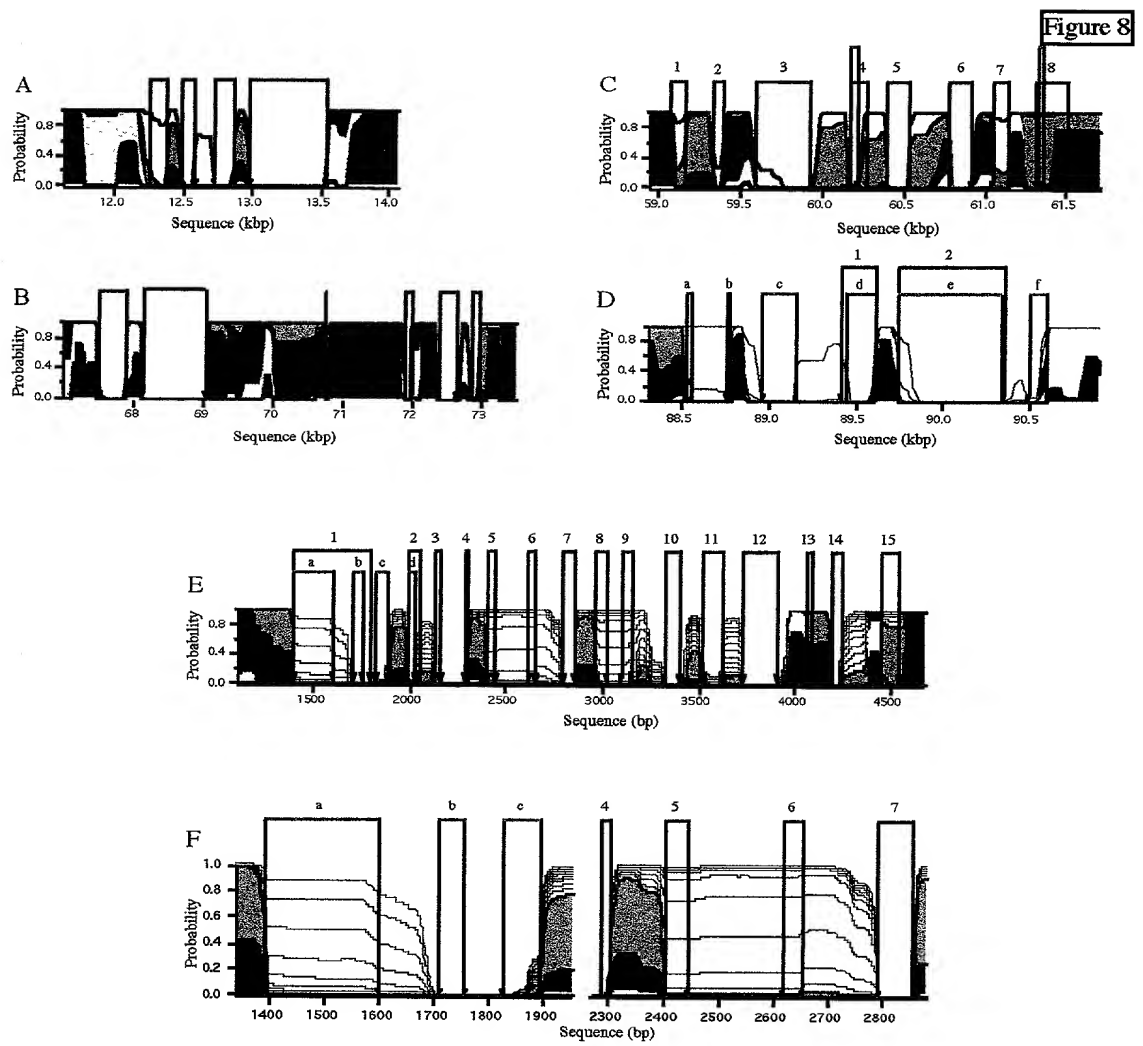 Figure 8
A
Probability
0.8
0.4
0.0
12.0 12.5 13.0 13.5 14.0
Sequence (kbp)
C
1 2 3 4 5 6 7 8
Probability
0.8
0.4
0.0
59.0 59.5 60.0 60.5 61.0 61.5
Sequence (kbp)
B
Probability
0.8
0.4
0.0
68 69 70 71 72 73
Sequence (kbp)
D
1 2
a b c d e f
Probability
0.8
0.4
0.0
88.5 89.0 89.5 90.0 90.5
Sequence (kbp)
E
1 2 3 4 5 6 7 8 9 10 11 12 13 14 15
a b c d
Probability
0.8
0.4
0.0
1500 2000 2500 3000 3500 4000 4500
Sequence (bp)
F
a b c 4 5 6 7
Probability
1.0
0.8
0.6
0.4
0.2
0.0
1400 1500 1600 1700 1800 1900 2300 2400 2500 2600 2700 2800
Sequence (bp)